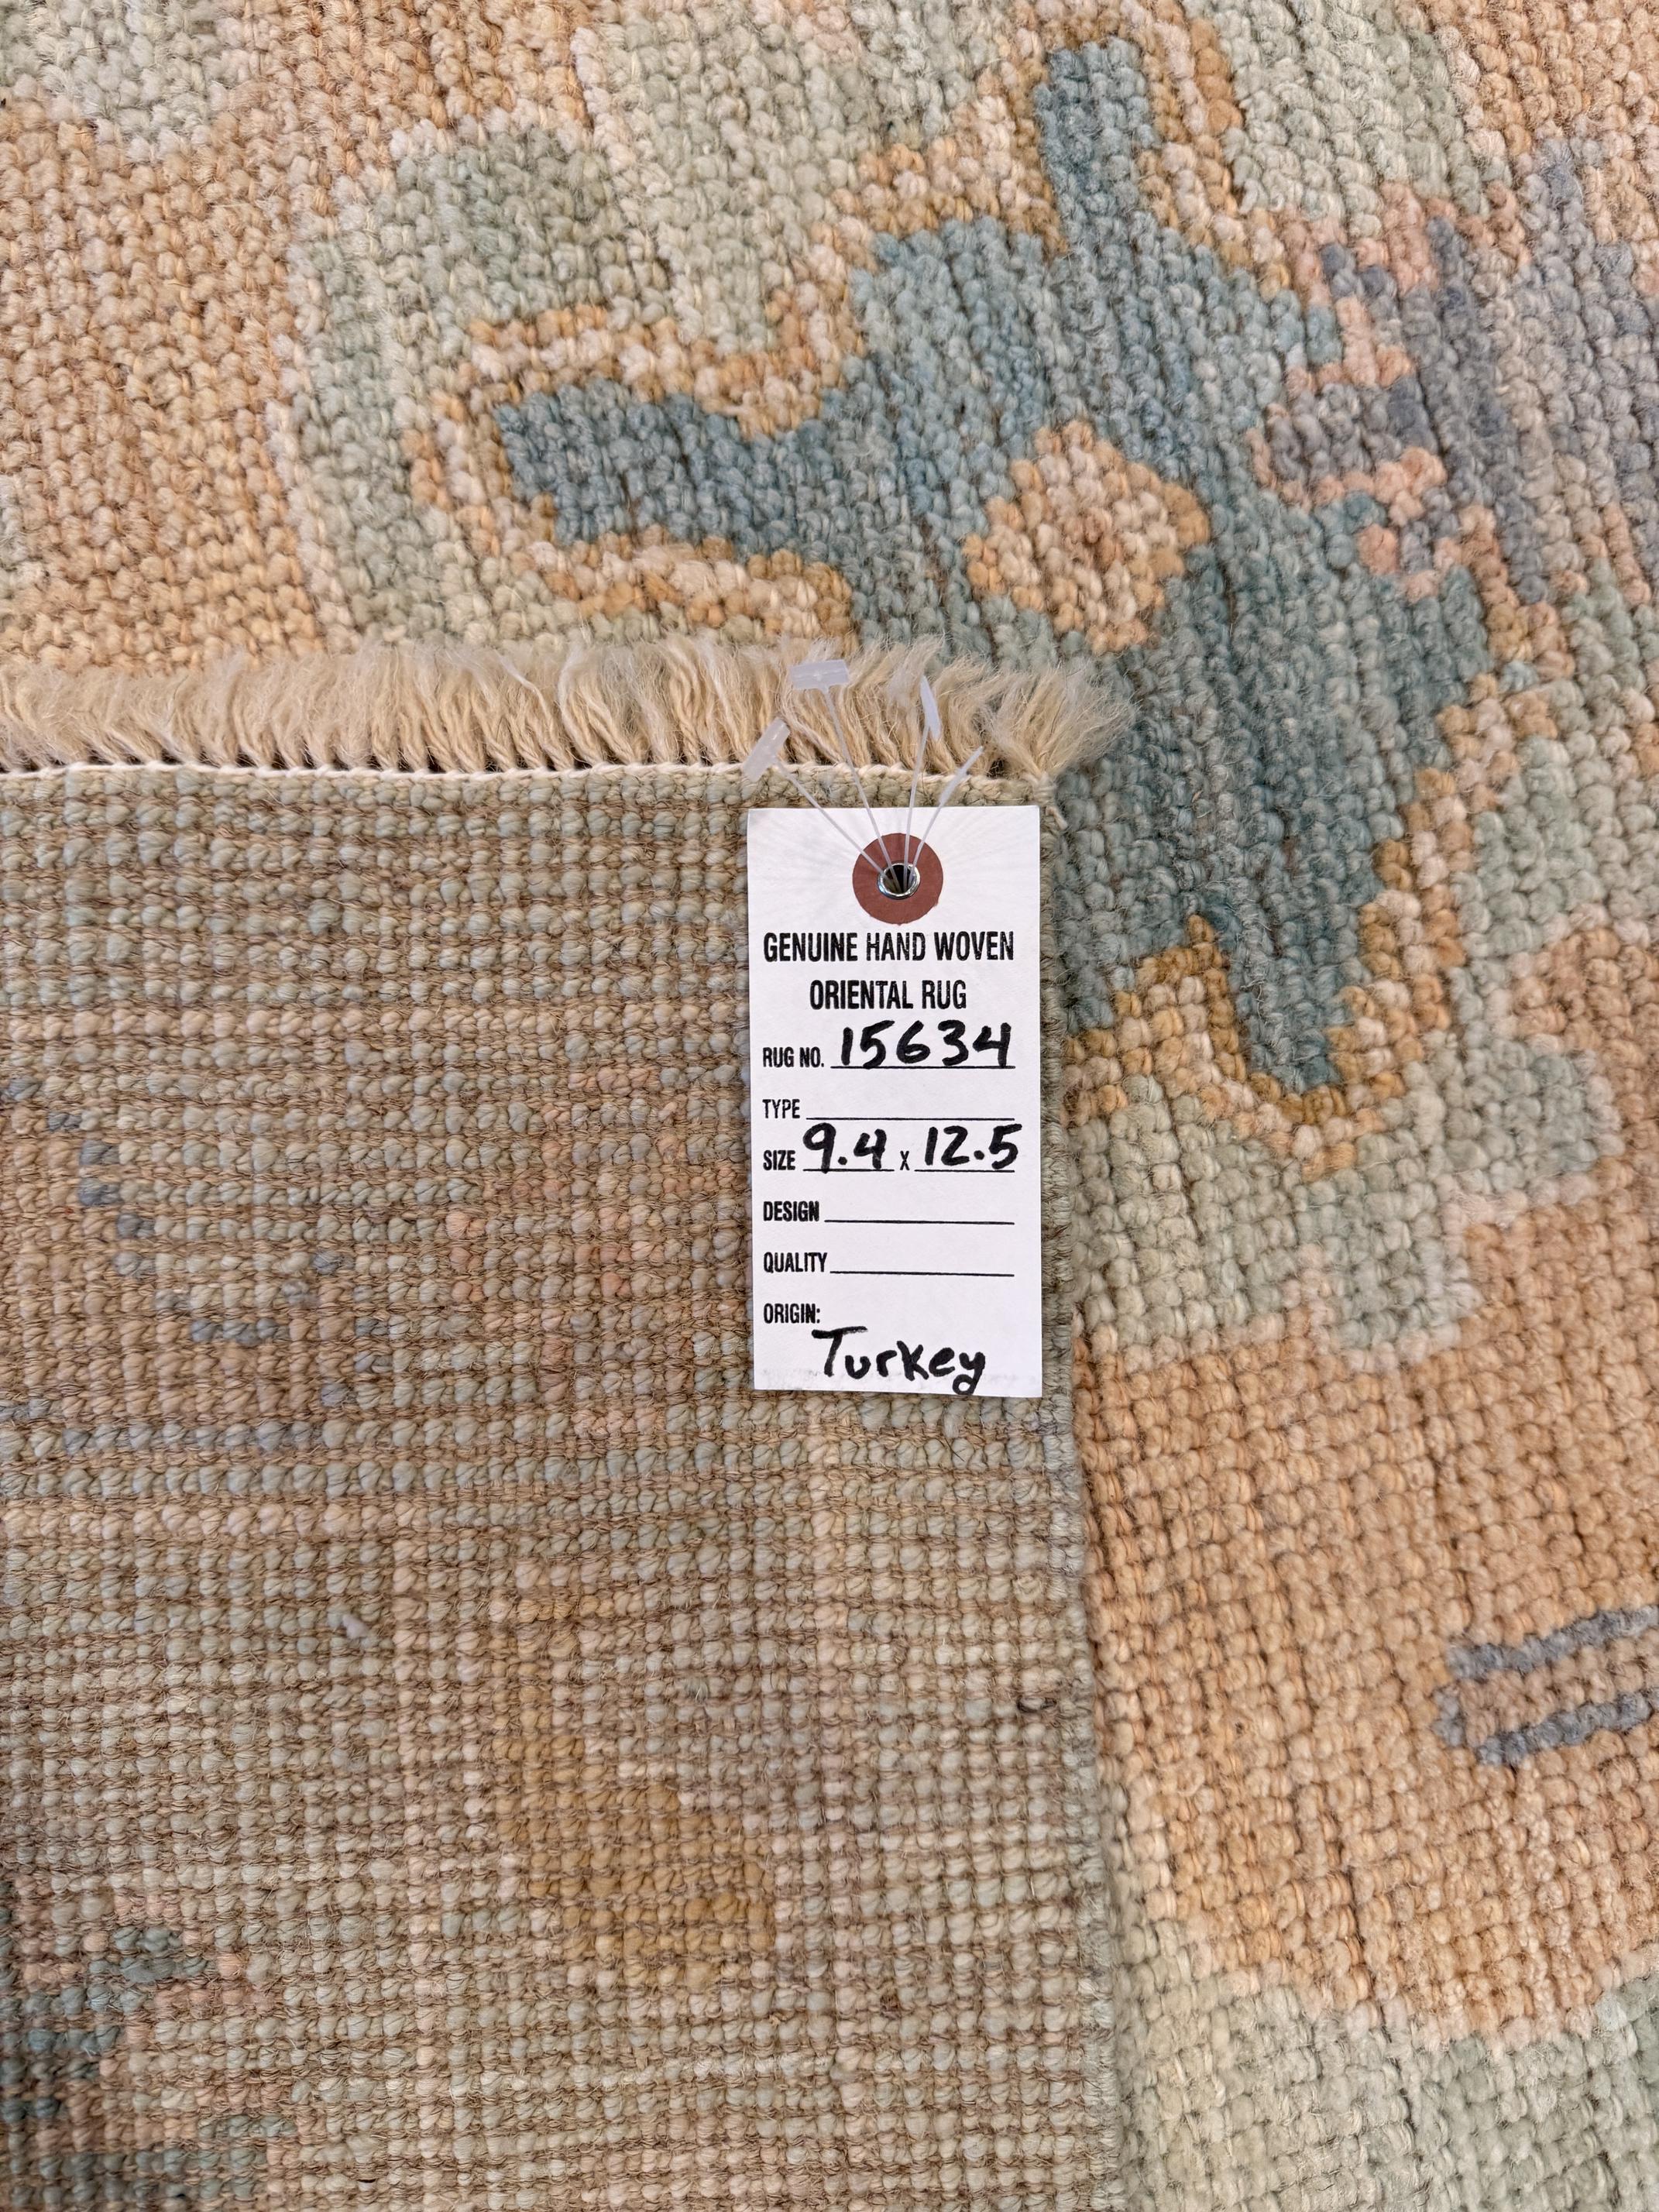 GENUINE HAND WOVEN
ORIENTAL RUG
RUG NO. 15634
TYPE
SIZE 9.4 x 12.5
DESIGN
QUALITY
ORIGIN:
Turkey